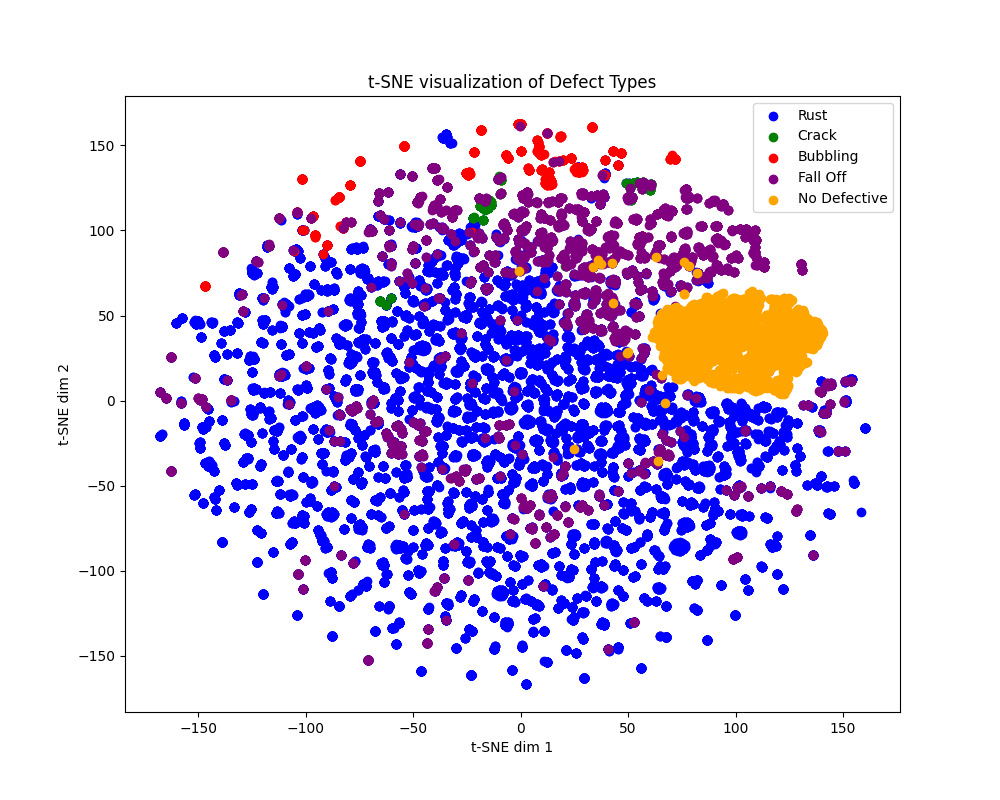 t-SNE visualization of Defect Types
Rust
Crack
Bubbling
Fall Off
No Defective
150
100
50
0
−50
−100
−150
t-SNE dim 2
−150
−100
−50
0
50
100
150
t-SNE dim 1